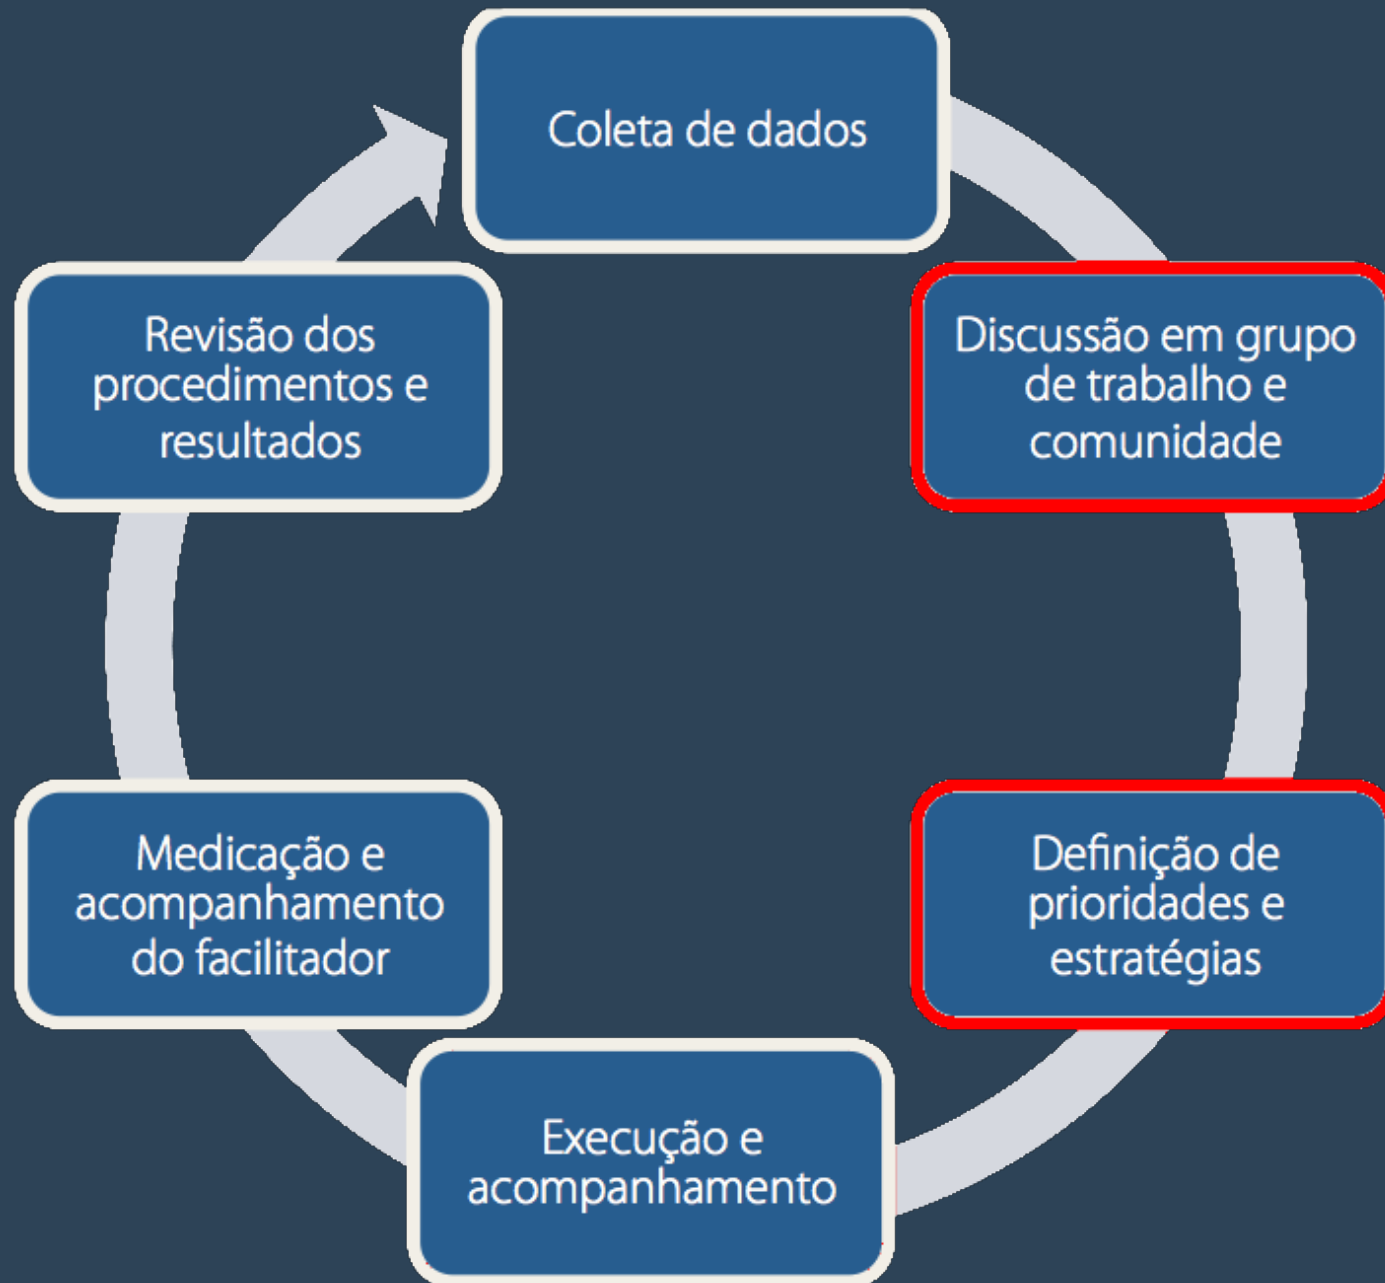 Coleta de dados
Discussão em grupo
de trabalho e
comunidade
Definição de
prioridades e
estratégias
Execução e
acompanhamento
Medicação e
acompanhamento
do facilitador
Revisão dos
procedimentos e
resultados